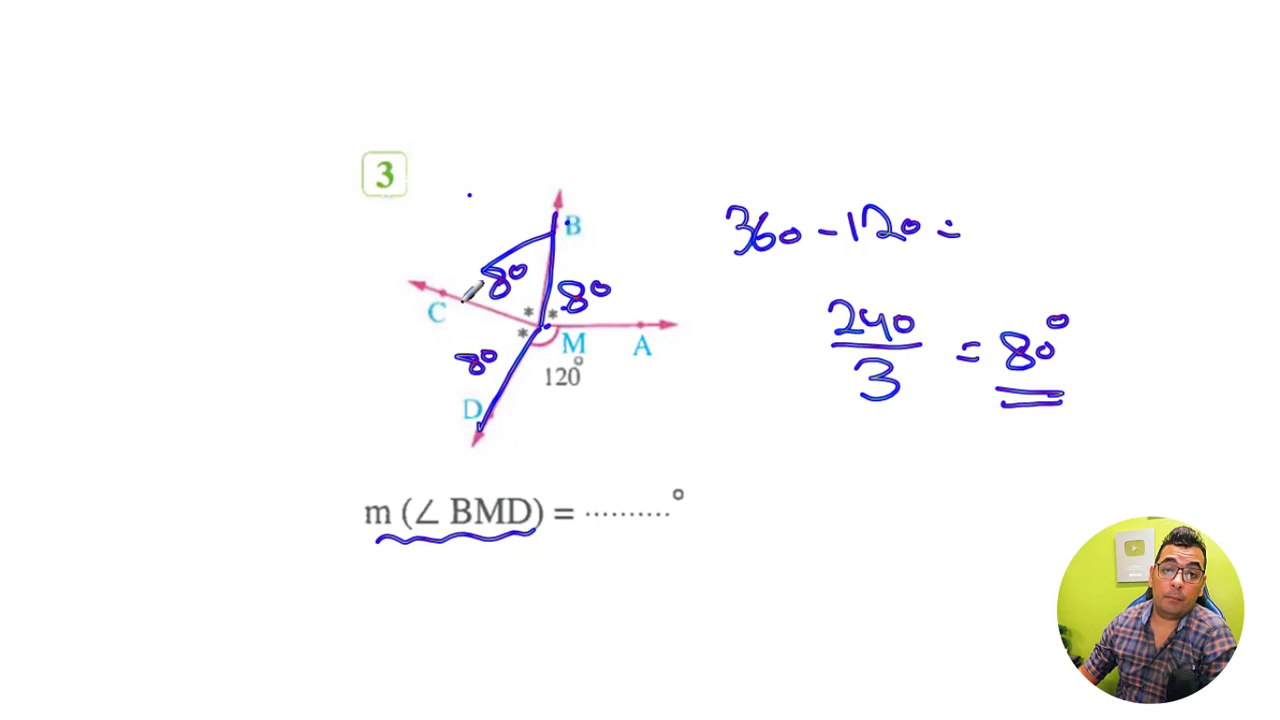 3
B
360 - 120 =
80
80°
C
* *
*
M
A
80
120°
D
240
3
= 80°
m (∠ BMD) = ..........°